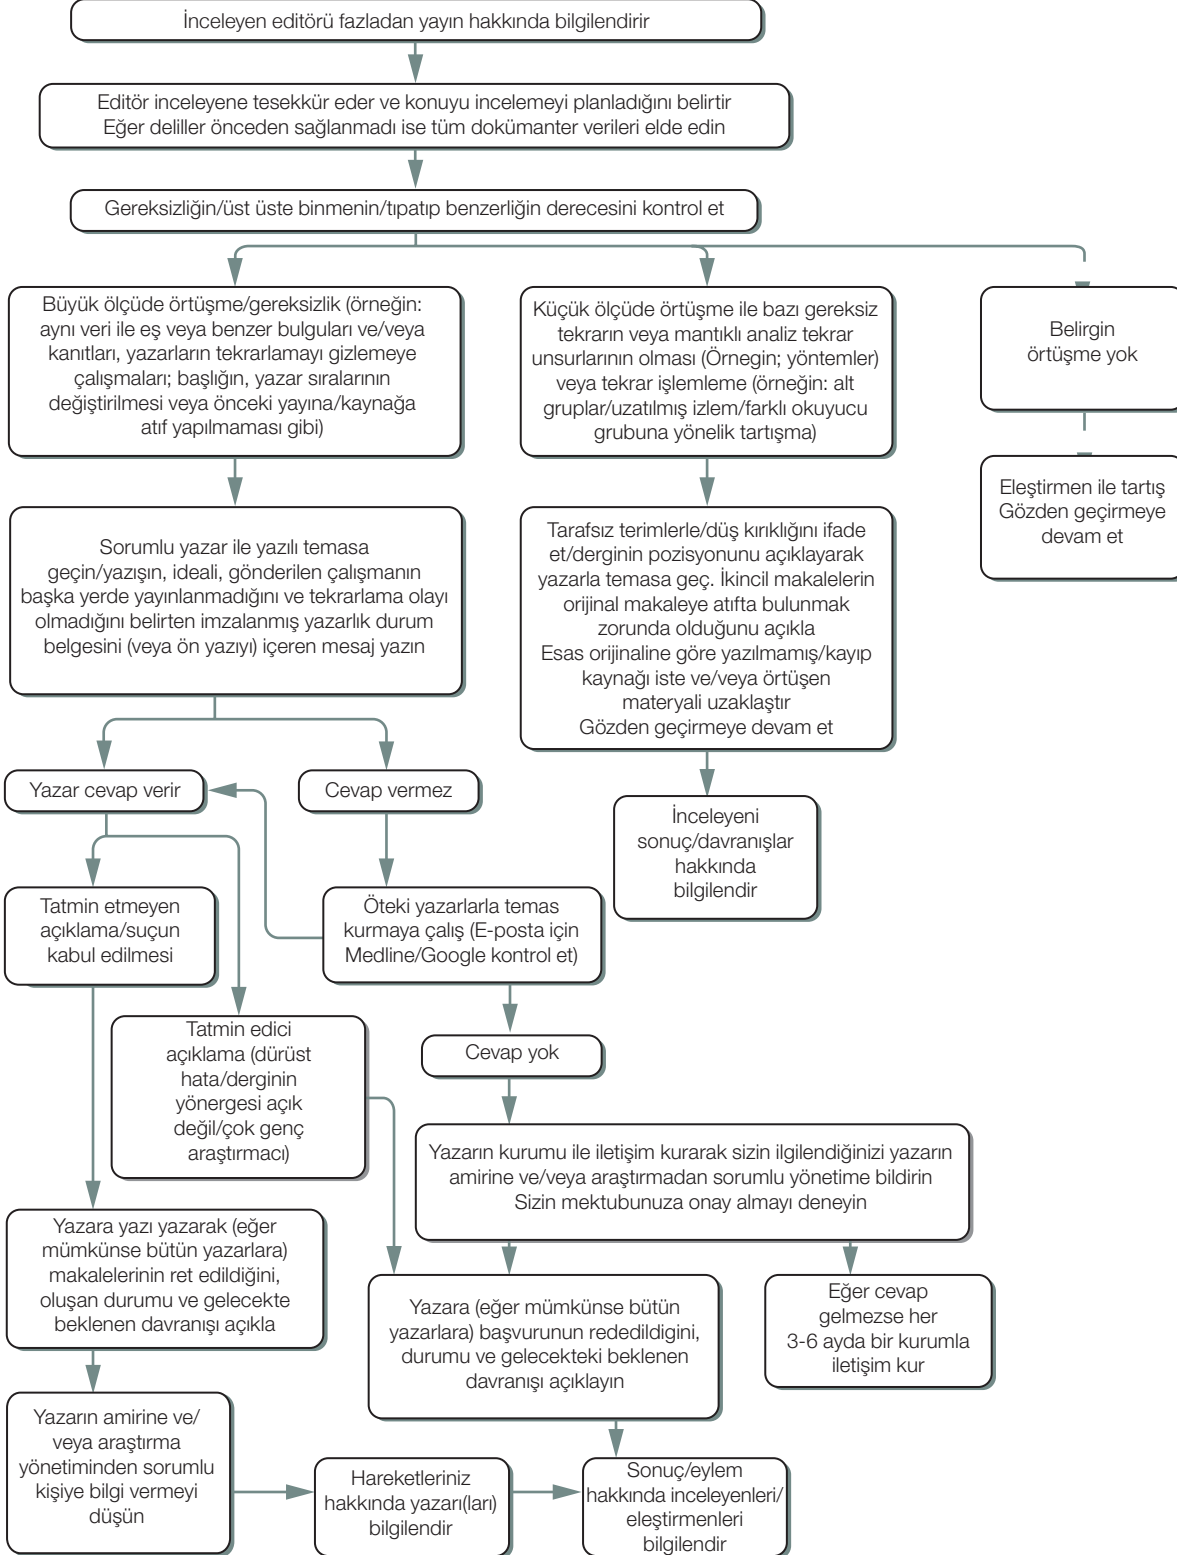 İnceleyen editörü fazladan yayın hakkında bilgilendirir
Editör inceleyene tesekkür eder ve konuyu incelemeyi planladığını belirtir
Eğer deliller önceden sağlanmadı ise tüm dokümanter verileri elde edin
Gereksizliğin/üst üste binmenin/tıpatıp benzerliğin derecesini kontrol et
Büyük ölçüde örtüşme/gereksizlik (örneğin:
aynı veri ile eş veya benzer bulguları ve/veya
kanıtları, yazarların tekrarlamayı gizlemeye
çalışmaları; başlığın, yazar sıralarının
değiştirilmesi veya önceki yayına/kaynağa
atıf yapılmaması gibi)
Küçük ölçüde örtüşme ile bazı gereksiz
tekrarın veya mantıklı analiz tekrar
unsurlarının olması (Örnegin; yöntemler)
veya tekrar işlemleme (örneğin: alt
gruplar/uzatılmış izlem/farklı okuyucu
grubuna yönelik tartışma)
Belirgin
örtüşme yok
Eleştirmen ile tartış
Gözden geçirmeye
devam et
Sorumlu yazar ile yazılı temasa
geçin/yazışın, ideali, gönderilen çalışmanın
başka yerde yayınlanmadığını ve tekrarlama olayı
olmadığını belirten imzalanmış yazarlık durum
belgesini (veya ön yazıyı) içeren mesaj yazın
Tarafsız terimlerle/düş kırıklığını ifade
et/derginin pozisyonunu açıklayarak
yazarla temasa geç. İkincil makalelerin
orijinal makaleye atıfta bulunmak
zorunda olduğunu açıkla
Esas orijinaline göre yazılmamış/kayıp
kaynağı iste ve/veya örtüşen
materyali uzaklaştır
Gözden geçirmeye devam et
Yazar cevap verir
Cevap vermez
İnceleyeni
sonuç/davranışlar
hakkında
bilgilendir
Tatmin etmeyen
açıklama/suçun
kabul edilmesi
Öteki yazarlarla temas
kurmaya çalış (E-posta için
Medline/Google kontrol et)
Tatmin edici
açıklama (dürüst
hata/derginin
yönergesi açık
değil/çok genç
araştırmacı)
Cevap yok
Yazarın kurumu ile iletişim kurarak sizin ilgilendiğinizi yazarın
amirine ve/veya araştırmadan sorumlu yönetime bildirin
Sizin mektubunuza onay almayı deneyin
Yazara yazı yazarak (eğer
mümkünse bütün yazarlara)
makalelerinin ret edildiğini,
oluşan durumu ve gelecekte
beklenen davranışı açıkla
Yazara (eğer mümkünse bütün
yazarlara) başvurunun rededildigini,
durumu ve gelecekteki beklenen
davranışı açıklayın
Eğer cevap
gelmezse her
3-6 ayda bir kurumla
iletişim kur
Yazarın amirine ve/
veya araştırma
yönetiminden sorumlu
kişiye bilgi vermeyi
düşün
Hareketleriniz
hakkında yazarı(ları)
bilgilendir
Sonuç/eylem
hakkında inceleyenleri/
eleştirmenleri
bilgilendir